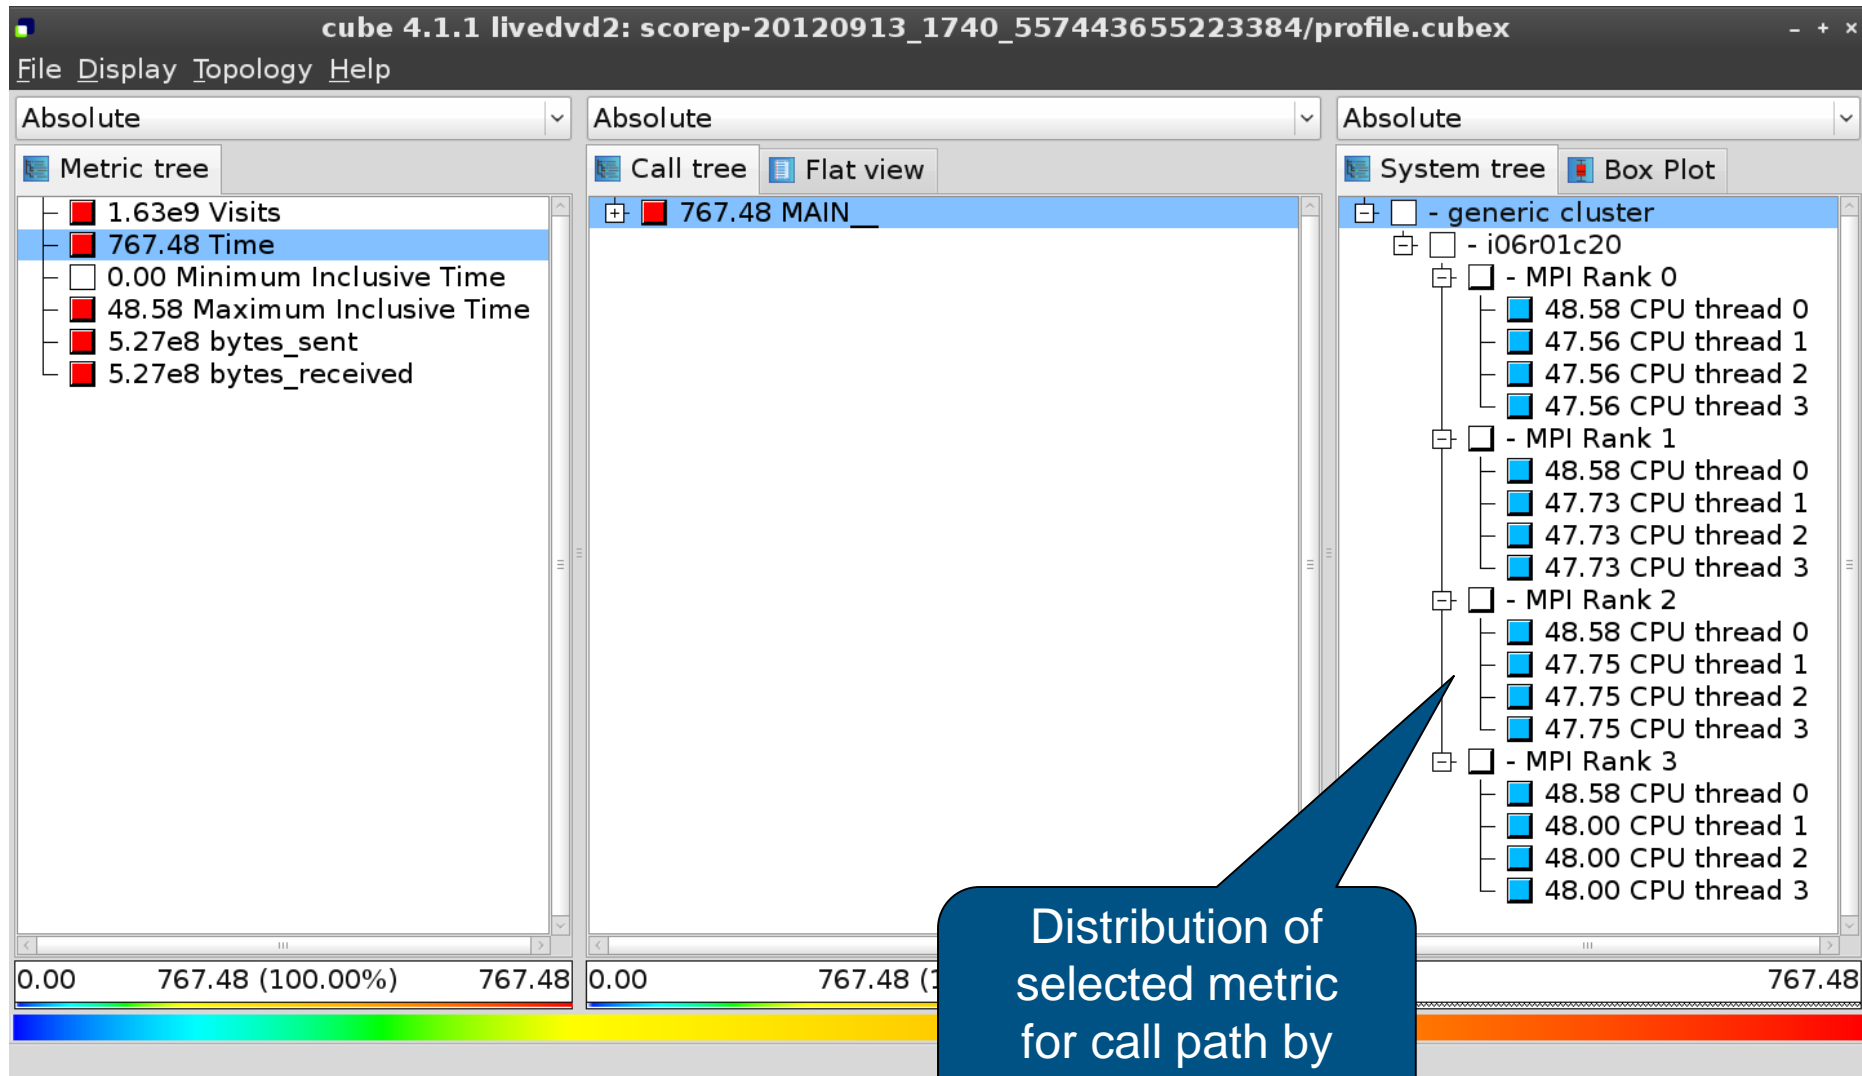 cube 4.1.1 livedvd2: scorep-20120913_1740_557443655223384/profile.cubex
File Display Topology Help
Absolute
Absolute
Absolute
Metric tree
Call tree
Flat view
System tree
Box Plot
1.63e9 Visits
767.48 Time
0.00 Minimum Inclusive Time
48.58 Maximum Inclusive Time
5.27e8 bytes_sent
5.27e8 bytes_received
767.48 MAIN__
- generic cluster
- i06r01c20
- MPI Rank 0
48.58 CPU thread 0
47.56 CPU thread 1
47.56 CPU thread 2
47.56 CPU thread 3
- MPI Rank 1
48.58 CPU thread 0
47.73 CPU thread 1
47.73 CPU thread 2
47.73 CPU thread 3
- MPI Rank 2
48.58 CPU thread 0
47.75 CPU thread 1
47.75 CPU thread 2
47.75 CPU thread 3
- MPI Rank 3
48.58 CPU thread 0
48.00 CPU thread 1
48.00 CPU thread 2
48.00 CPU thread 3
0.00 767.48 (100.00%) 767.48
0.00 767.48 (1
767.48
Distribution of
selected metric
for call path by